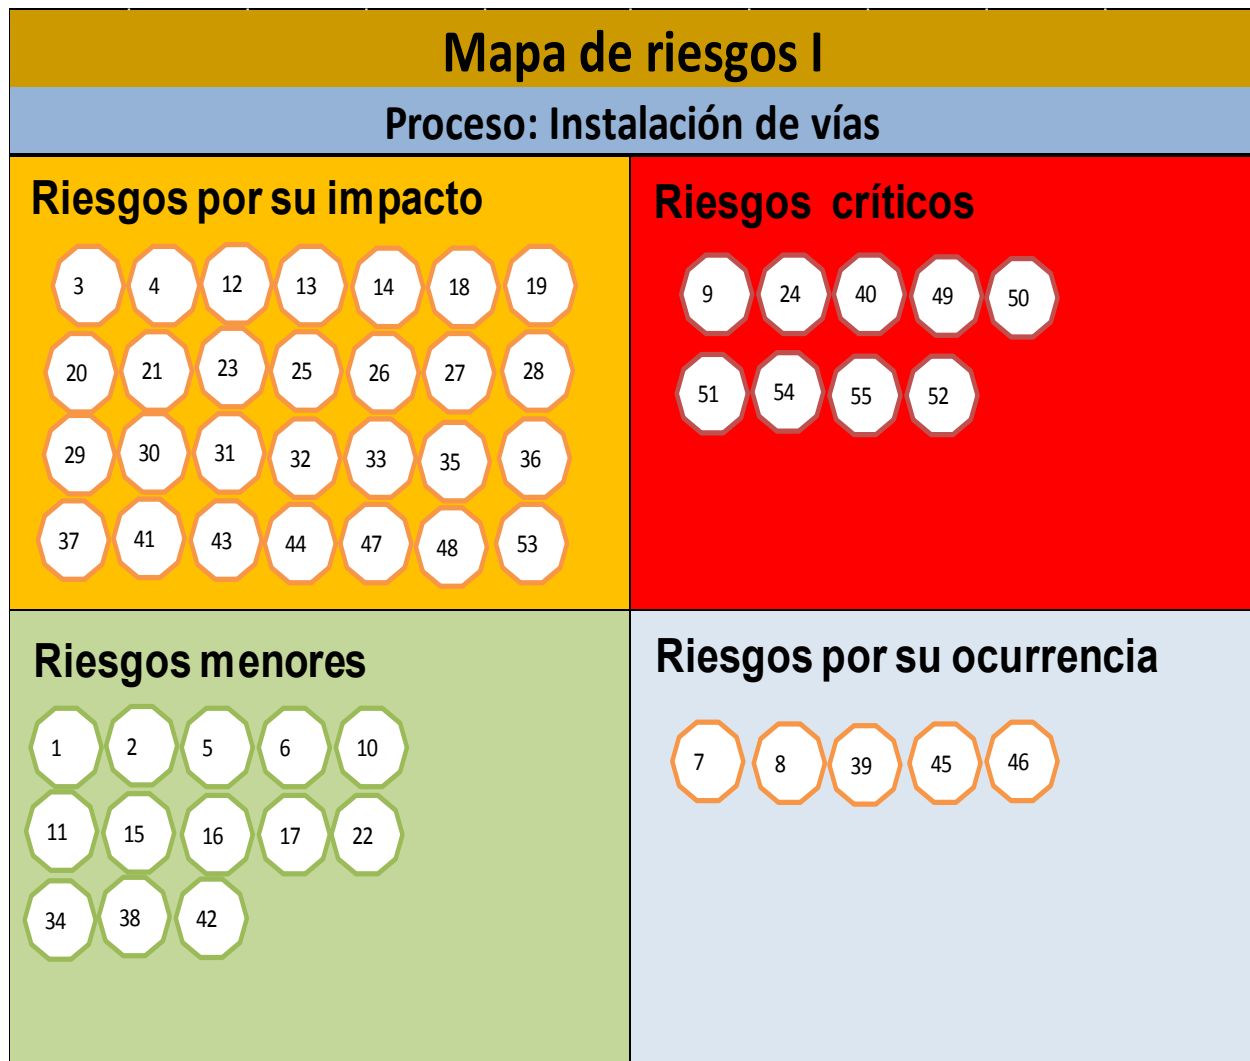 Mapa de riesgos I
Proceso: Instalación de vías
Riesgos por su impacto
3 4 12 13 14 18 19
20 21 23 25 26 27 28
29 30 31 32 33 35 36
37 41 43 44 47 48 53
Riesgos críticos
9 24 40 49 50
51 54 55 52
Riesgos menores
1 2 5 6 10
11 15 16 17 22
34 38 42
Riesgos por su ocurrencia
7 8 39 45 46